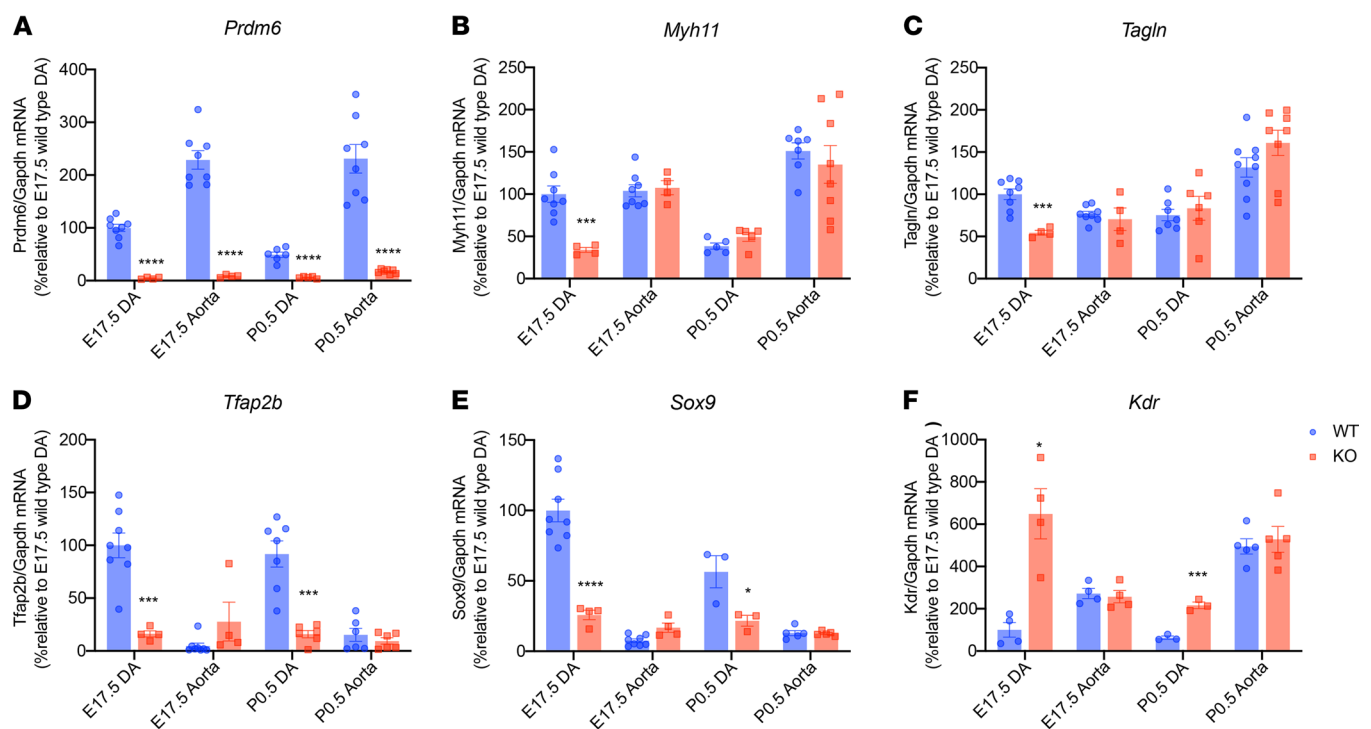 A
Prdm6
Prdm6/Gapdh mRNA
(%relative to E17.5 wild type DA)
400
300
200
100
0
****
****
****
****
E17.5 DA
E17.5 Aorta
P0.5 DA
P0.5 Aorta
B
Myh11
Myh11/Gapdh mRNA
(%relative to E17.5 wild type DA)
250
200
150
100
50
0
***
E17.5 DA
E17.5 Aorta
P0.5 DA
P0.5 Aorta
C
Tagln
Tagln/Gapdh mRNA
(%relative to E17.5 wild type DA)
250
200
150
100
50
0
***
E17.5 DA
E17.5 Aorta
P0.5 DA
P0.5 Aorta
D
Tfap2b
Tfap2b/Gapdh mRNA
(%relative to E17.5 wild type DA)
200
150
100
50
0
***
***
E17.5 DA
E17.5 Aorta
P0.5 DA
P0.5 Aorta
E
Sox9
Sox9/Gapdh mRNA
(%relative to E17.5 wild type DA)
150
100
50
0
****
*
E17.5 DA
E17.5 Aorta
P0.5 DA
P0.5 Aorta
F
Kdr
Kdr/Gapdh mRNA
(%relative to E17.5 wild type DA )
1000
800
600
400
200
0
*
***
E17.5 DA
E17.5 Aorta
P0.5 DA
P0.5 Aorta
WT
KO